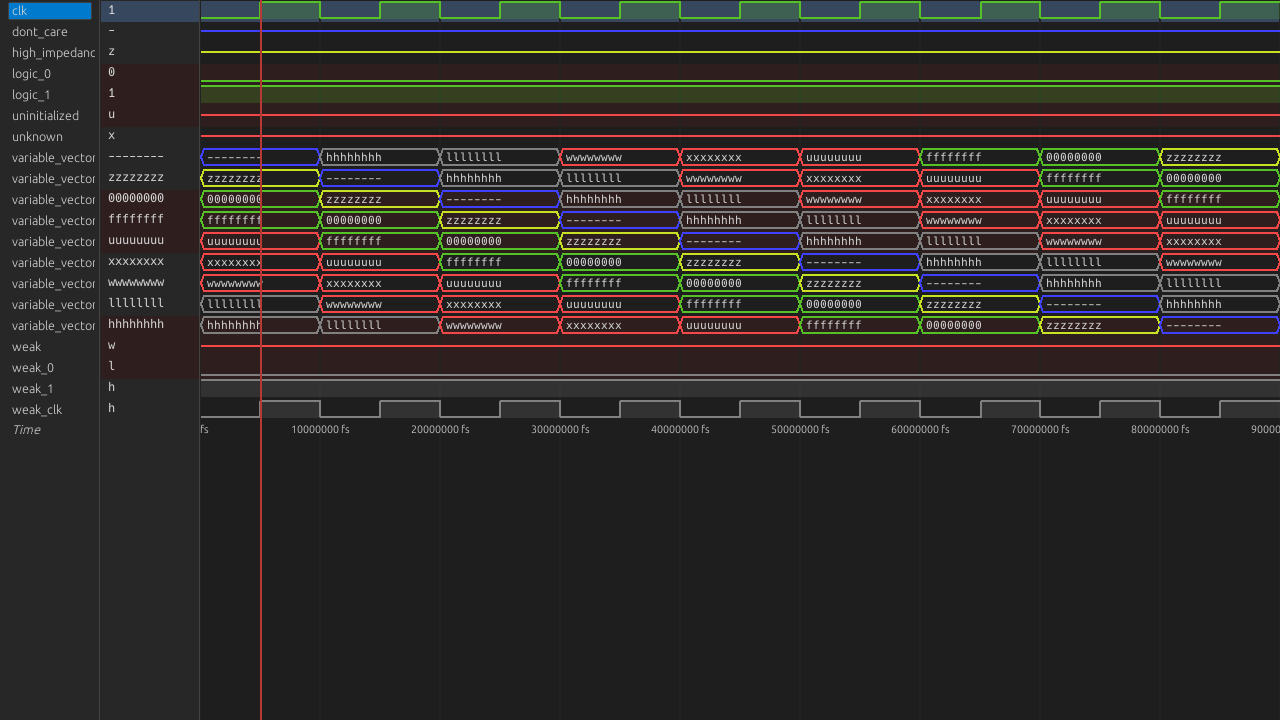 clk 1
dont_care -
high_impedanc z
logic_0 0
logic_1 1
uninitialized u
unknown x
variable_vector -------- -------- hhhhhhhh llllllll wwwwwwww xxxxxxxx uuuuuuuu ffffffff 00000000 zzzzzzzz
variable_vector zzzzzzzz zzzzzzzz -------- hhhhhhhh llllllll wwwwwwww xxxxxxxx uuuuuuuu ffffffff 00000000
variable_vector 00000000 00000000 zzzzzzzz -------- hhhhhhhh llllllll wwwwwwww xxxxxxxx uuuuuuuu ffffffff
variable_vector ffffffff ffffffff 00000000 zzzzzzzz -------- hhhhhhhh llllllll wwwwwwww xxxxxxxx uuuuuuuu
variable_vector uuuuuuuu uuuuuuuu ffffffff 00000000 zzzzzzzz -------- hhhhhhhh llllllll wwwwwwww xxxxxxxx
variable_vector xxxxxxxx xxxxxxxx uuuuuuuu ffffffff 00000000 zzzzzzzz -------- hhhhhhhh llllllll wwwwwwww
variable_vector wwwwwwww wwwwwwww xxxxxxxx uuuuuuuu ffffffff 00000000 zzzzzzzz -------- hhhhhhhh llllllll
variable_vector llllllll llllllll wwwwwwww xxxxxxxx uuuuuuuu ffffffff 00000000 zzzzzzzz -------- hhhhhhhh
variable_vector hhhhhhhh hhhhhhhh llllllll wwwwwwww xxxxxxxx uuuuuuuu ffffffff 00000000 zzzzzzzz --------
weak w
weak_0 l
weak_1 h
weak_clk h
Time fs 10000000 fs 20000000 fs 30000000 fs 40000000 fs 50000000 fs 60000000 fs 70000000 fs 80000000 fs 90000